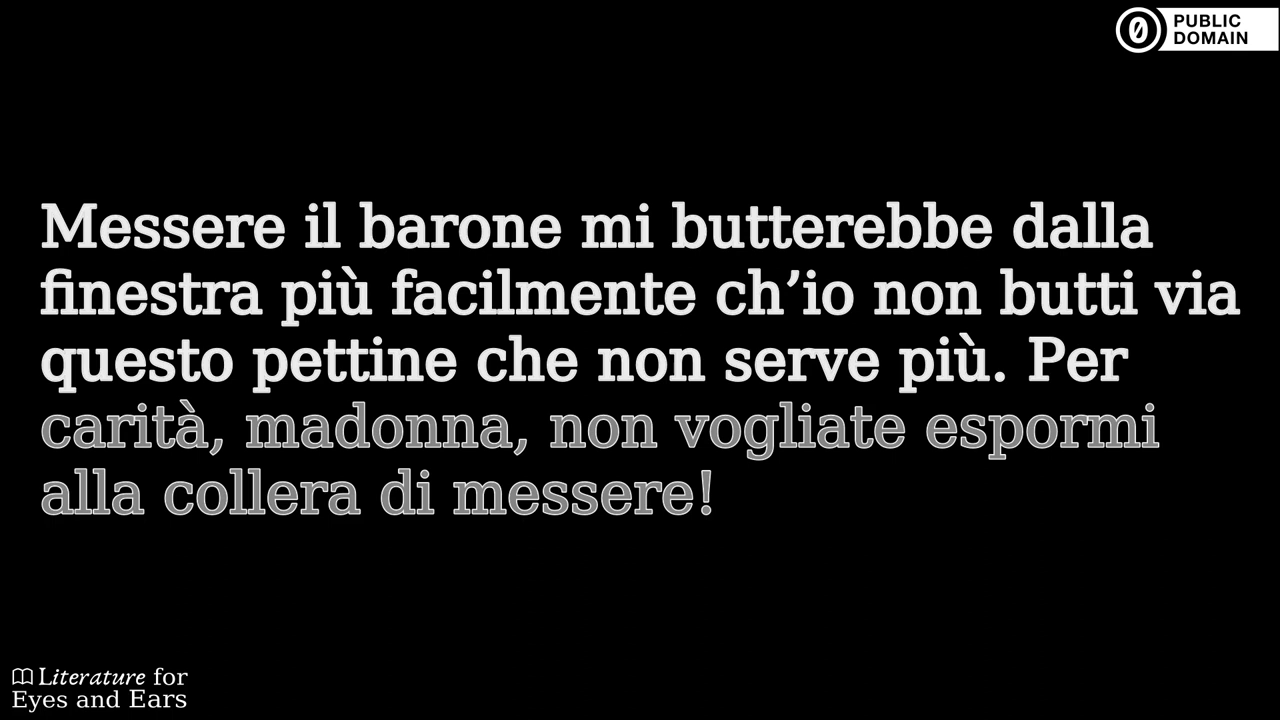 PUBLIC
DOMAIN
Messere il barone mi butterebbe dalla
finestra più facilmente ch’io non butti via
questo pettine che non serve più. Per
carità, madonna, non vogliate espormi
alla collera di messere!
Literature for
Eyes and Ears